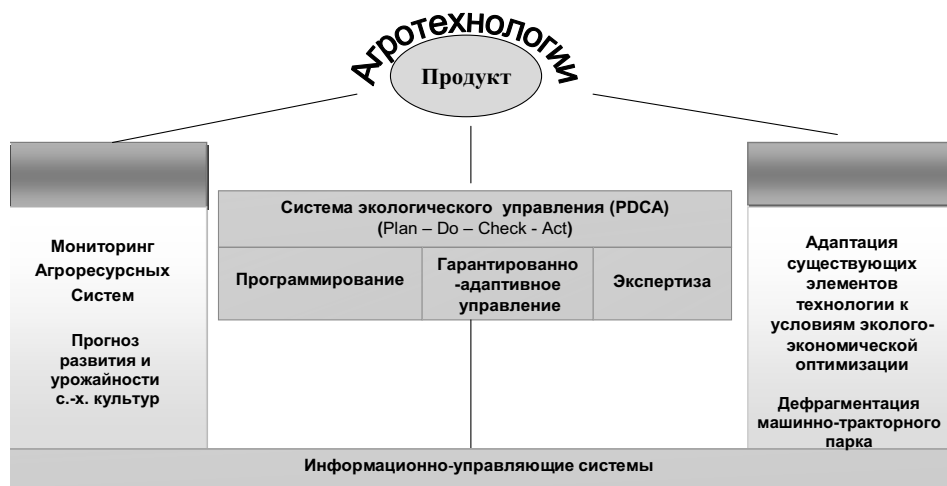 Агротехнологии
Продукт
Мониторинг
Агроресурсных
Систем
Прогноз
развития и
урожайности
с.-х. культур
Система экологического управления (PDCA)
(Plan – Do – Check - Act)
Программирование
Гарантированно
-адаптивное
управление
Экспертиза
Адаптация
существующих
элементов
технологии к
условиям эколого-
экономической
оптимизации
Дефрагментация
машинно-тракторного
парка
Информационно-управляющие системы